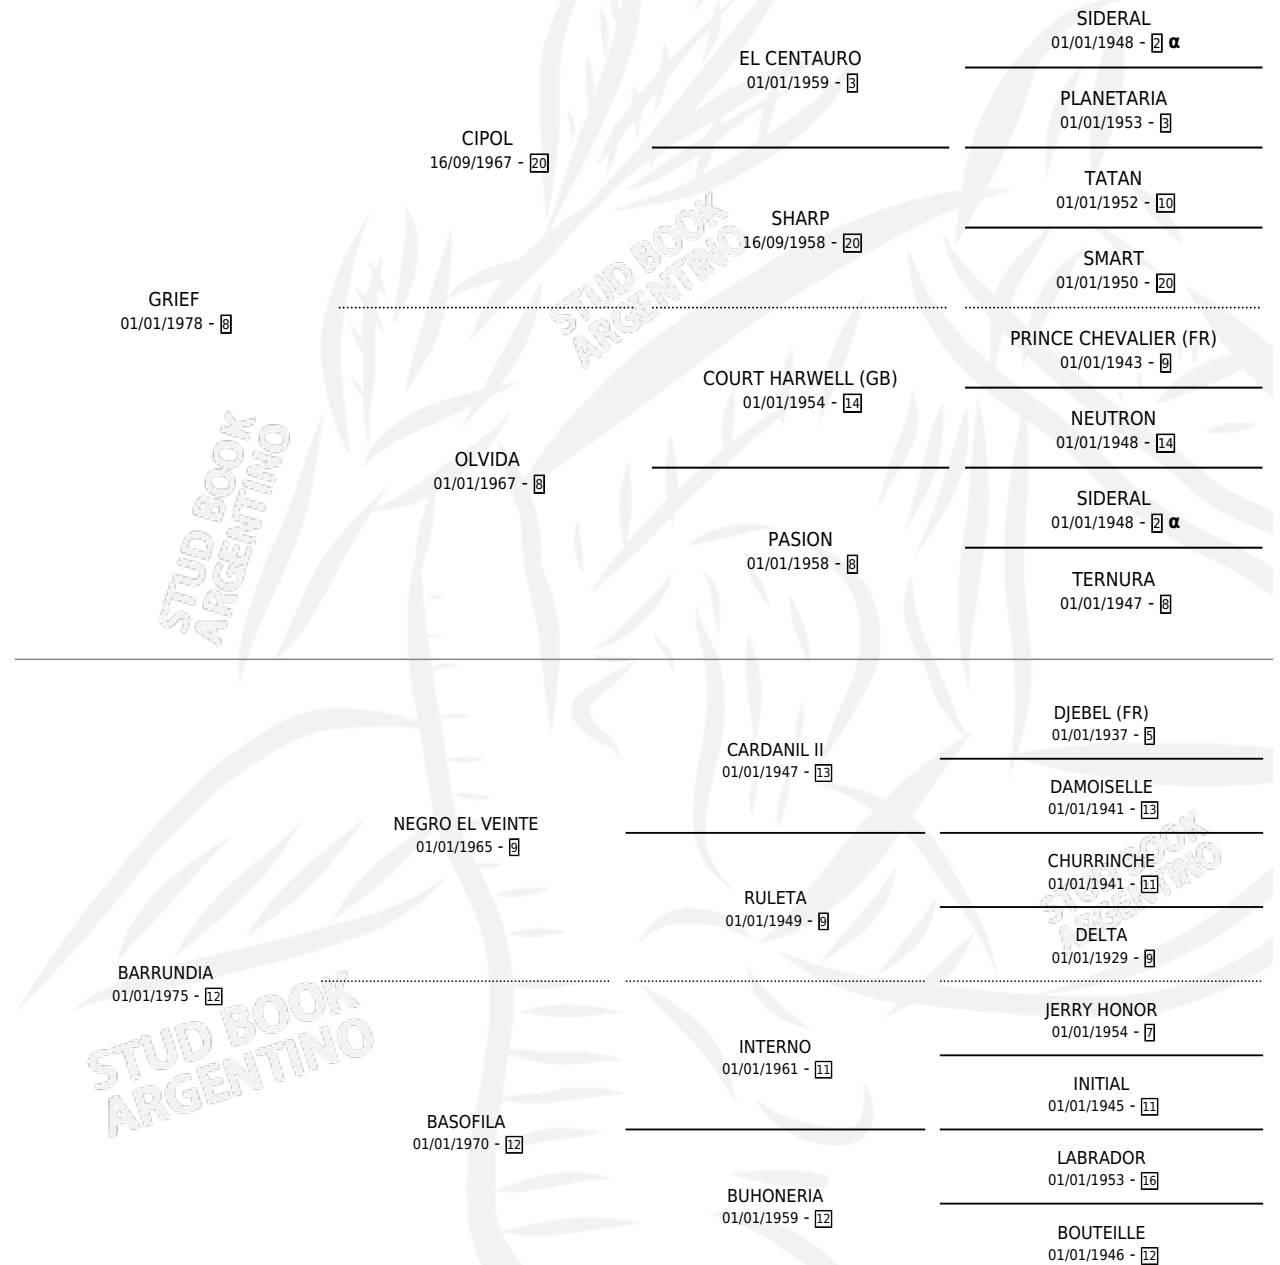 SIDERAL
01/01/1948 - 2 α
EL CENTAURO
01/01/1959 - 3
PLANETARIA
01/01/1953 - 3
CIPOL
16/09/1967 - 20
TATAN
01/01/1952 - 10
SHARP
16/09/1958 - 20
SMART
01/01/1950 - 20
GRIEF
01/01/1978 - 8
PRINCE CHEVALIER (FR)
01/01/1943 - 9
COURT HARWELL (GB)
01/01/1954 - 14
NEUTRON
01/01/1948 - 14
OLVIDA
01/01/1967 - 8
SIDERAL
01/01/1948 - 2 α
PASION
01/01/1958 - 8
TERNURA
01/01/1947 - 8
DJEBEL (FR)
01/01/1937 - 5
CARDANIL II
01/01/1947 - 13
DAMOISELLE
01/01/1941 - 13
NEGRO EL VEINTE
01/01/1965 - 9
CHURRINCHE
01/01/1941 - 11
RULETA
01/01/1949 - 9
DELTA
01/01/1929 - 9
BARRUNDIA
01/01/1975 - 12
JERRY HONOR
01/01/1954 - 7
INTERNO
01/01/1961 - 11
INITIAL
01/01/1945 - 11
BASOFILA
01/01/1970 - 12
LABRADOR
01/01/1953 - 16
BUHONERIA
01/01/1959 - 12
BOUTEILLE
01/01/1946 - 12
STUD BOOK
ARGENTINO
STUD BOOK
ARGENTINO
STUD BOOK
ARGENTINO
STUD BOOK
ARGENTINO